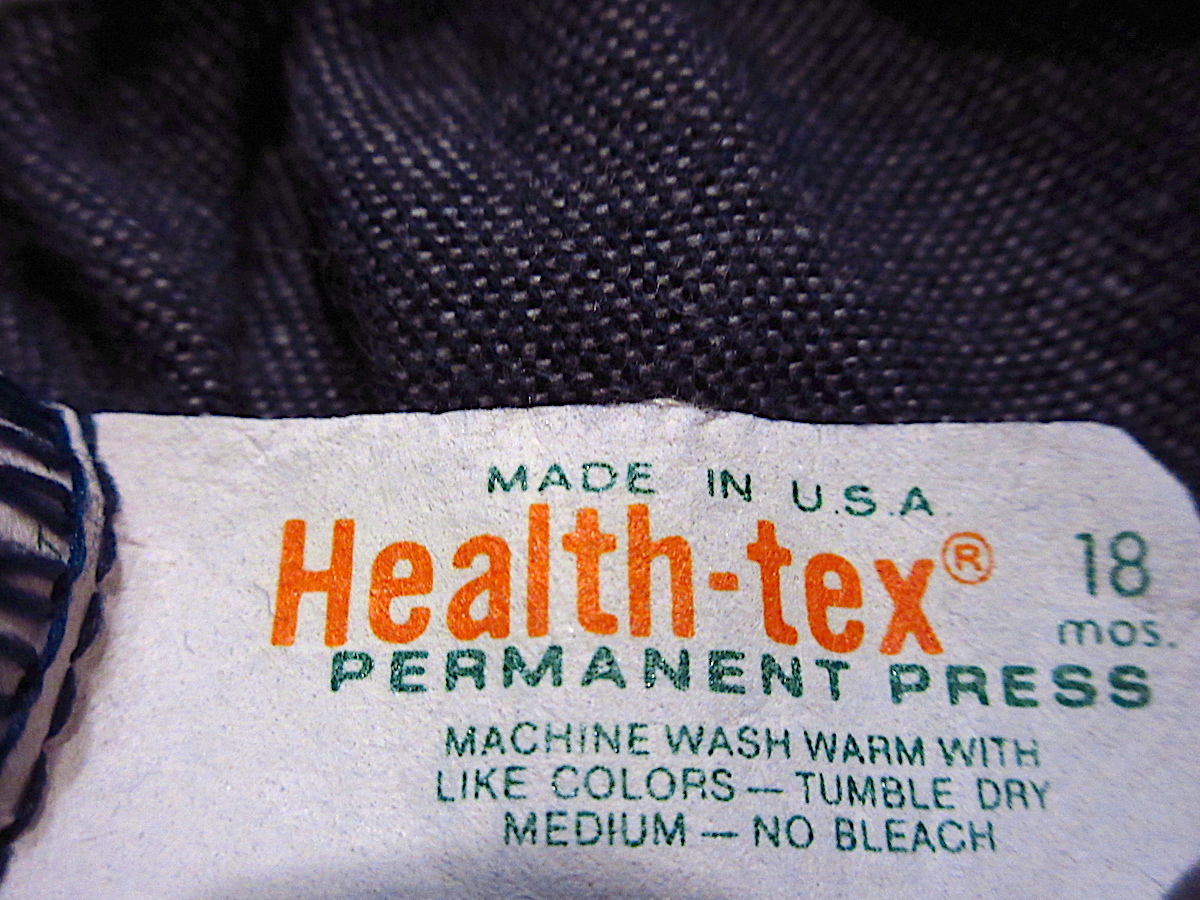 MADE IN U.S.A.
Health-tex®
18
mos.
PERMANENT PRESS
MACHINE WASH WARM WITH
LIKE COLORS — TUMBLE DRY
MEDIUM — NO BLEACH